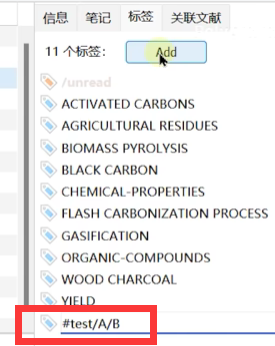 信息 笔记 标签 关联文献
11 个标签： Add
/unread
ACTIVATED CARBONS
AGRICULTURAL RESIDUES
BIOMASS PYROLYSIS
BLACK CARBON
CHEMICAL-PROPERTIES
FLASH CARBONIZATION PROCESS
GASIFICATION
ORGANIC-COMPOUNDS
WOOD CHARCOAL
YIELD
#test/A/B